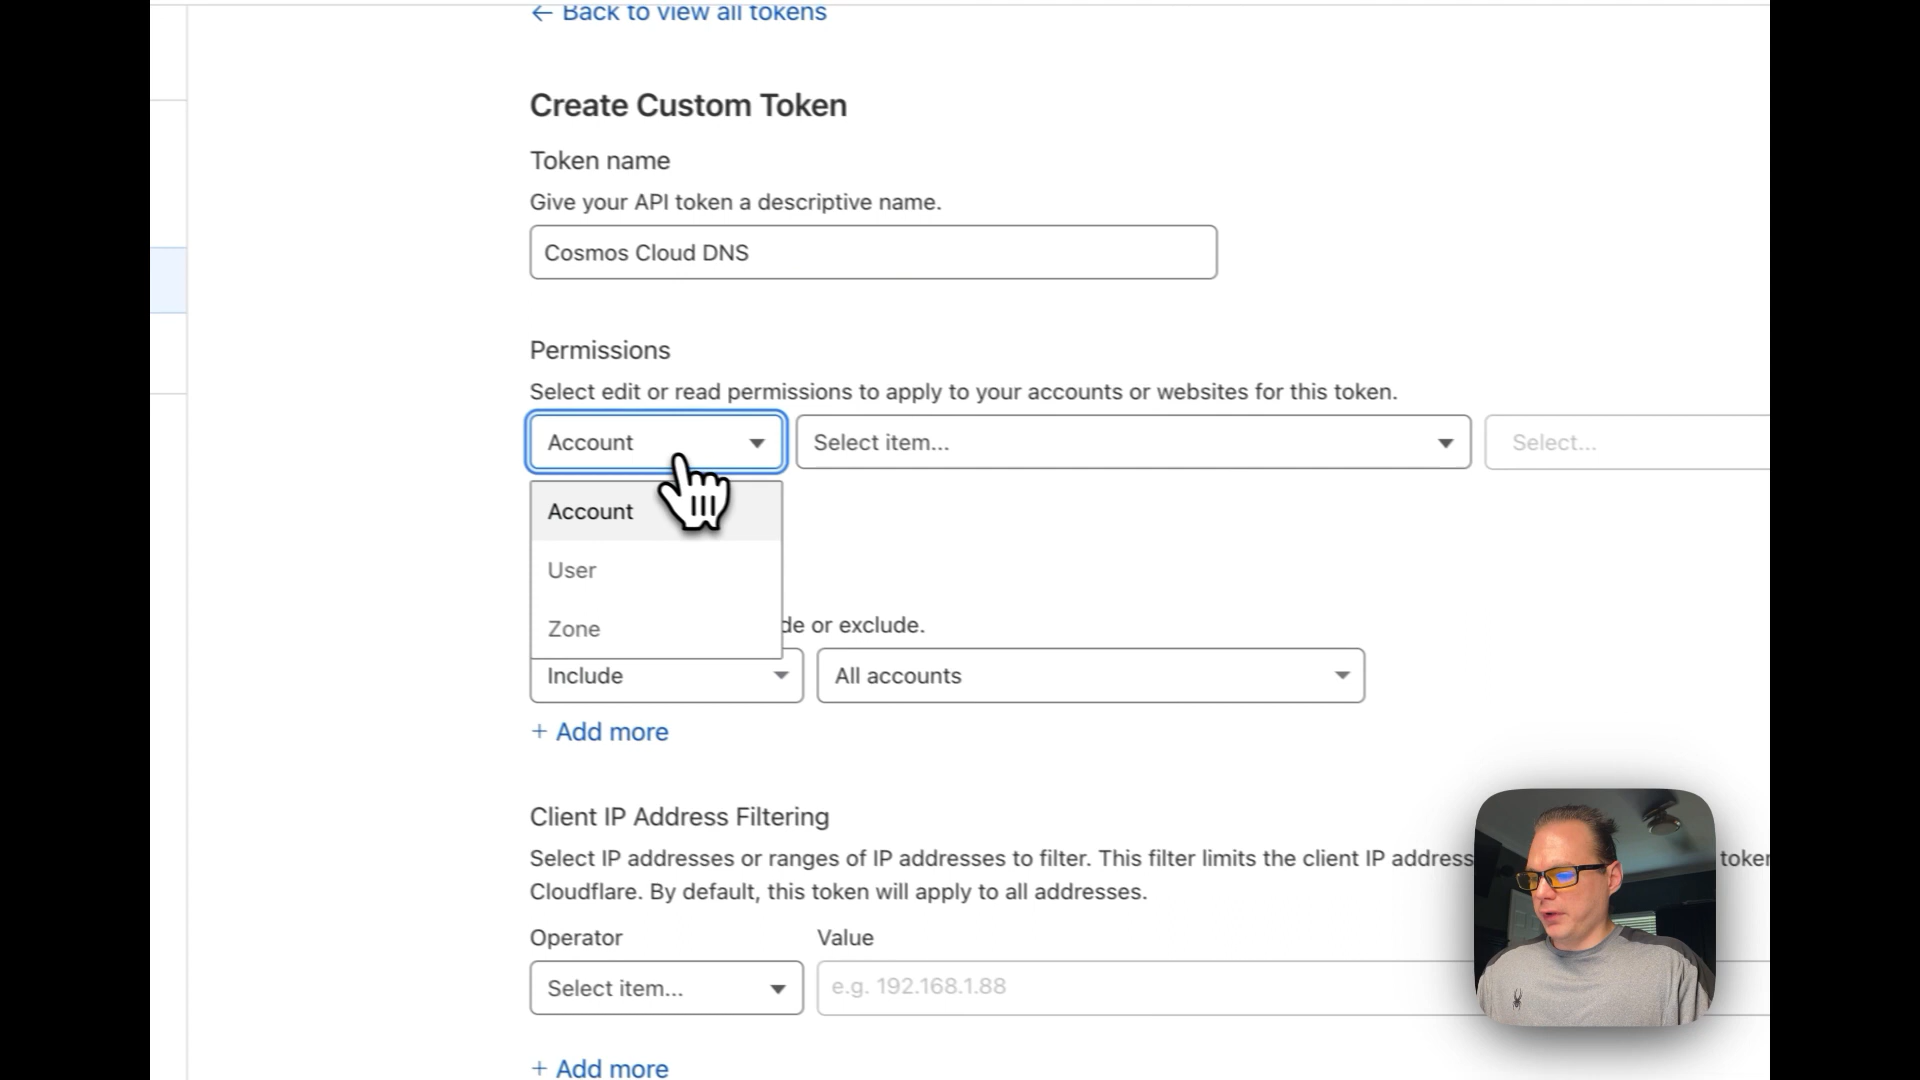 ← Back to view all tokens
Create Custom Token
Token name
Give your API token a descriptive name.
Cosmos Cloud DNS
Permissions
Select edit or read permissions to apply to your accounts or websites for this token.
Account Select item... Select...
Account
User
Zone
de or exclude.
Include All accounts
+ Add more
Client IP Address Filtering
Select IP addresses or ranges of IP addresses to filter. This filter limits the client IP address token
Cloudflare. By default, this token will apply to all addresses.
Operator Value
Select item... e.g. 192.168.1.88
+ Add more